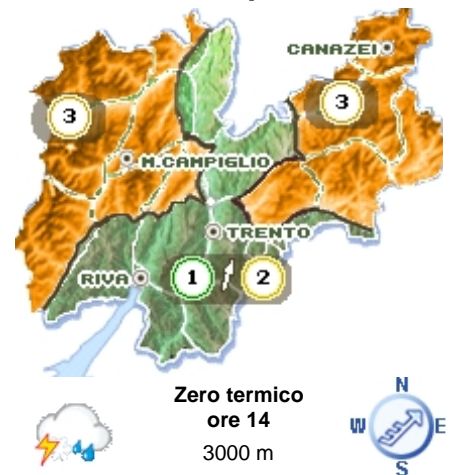 CANAZEI
3
3
M.CAMPIGLIO
TRENTO
RIVA
1
2
Zero termico
ore 14
3000 m
N
W
E
S